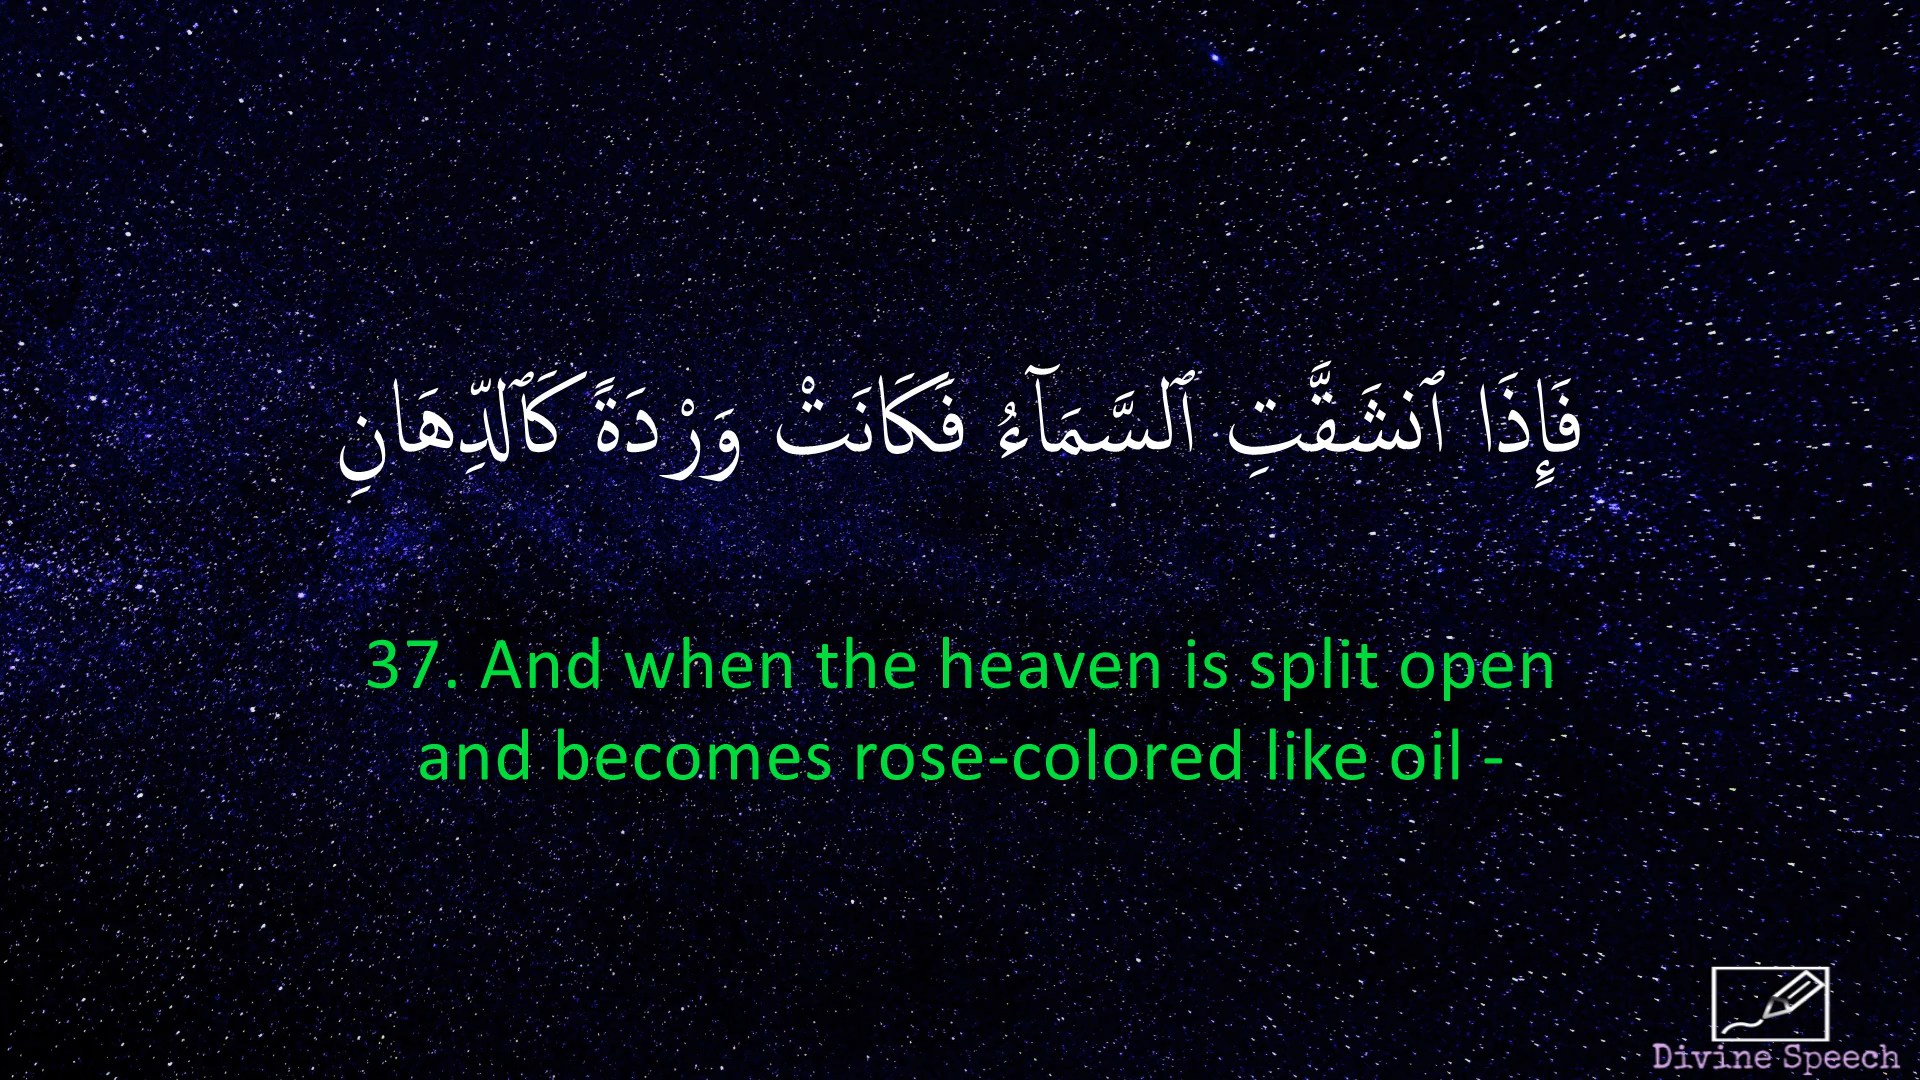 فَإِذَا ٱنشَقَّتِ ٱلسَّمَآءُ فَكَانَتْ وَرْدَةً كَٱلدِّهَانِ
37. And when the heaven is split open
and becomes rose-colored like oil -
Divine Speech